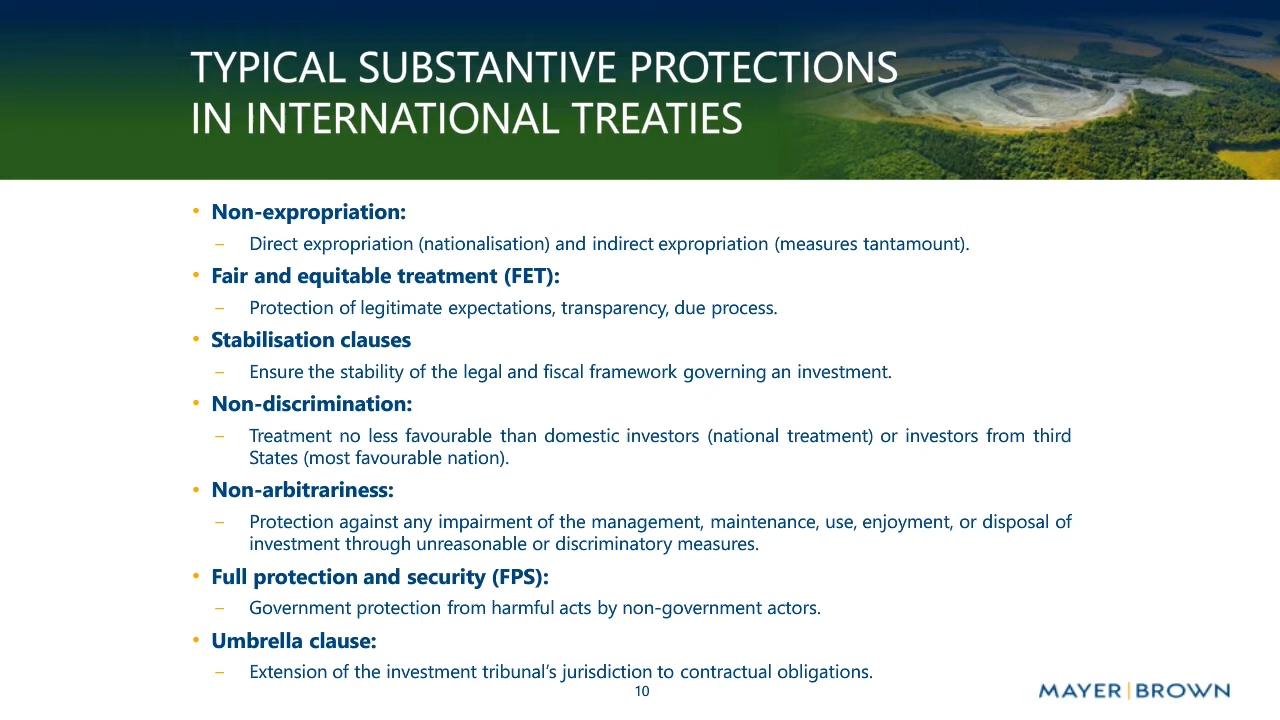 TYPICAL SUBSTANTIVE PROTECTIONS
IN INTERNATIONAL TREATIES
• Non-expropriation:
– Direct expropriation (nationalisation) and indirect expropriation (measures tantamount).
• Fair and equitable treatment (FET):
– Protection of legitimate expectations, transparency, due process.
• Stabilisation clauses
– Ensure the stability of the legal and fiscal framework governing an investment.
• Non-discrimination:
– Treatment no less favourable than domestic investors (national treatment) or investors from third
States (most favourable nation).
• Non-arbitrariness:
– Protection against any impairment of the management, maintenance, use, enjoyment, or disposal of
investment through unreasonable or discriminatory measures.
• Full protection and security (FPS):
– Government protection from harmful acts by non-government actors.
• Umbrella clause:
– Extension of the investment tribunal's jurisdiction to contractual obligations.
10
MAYER | BROWN